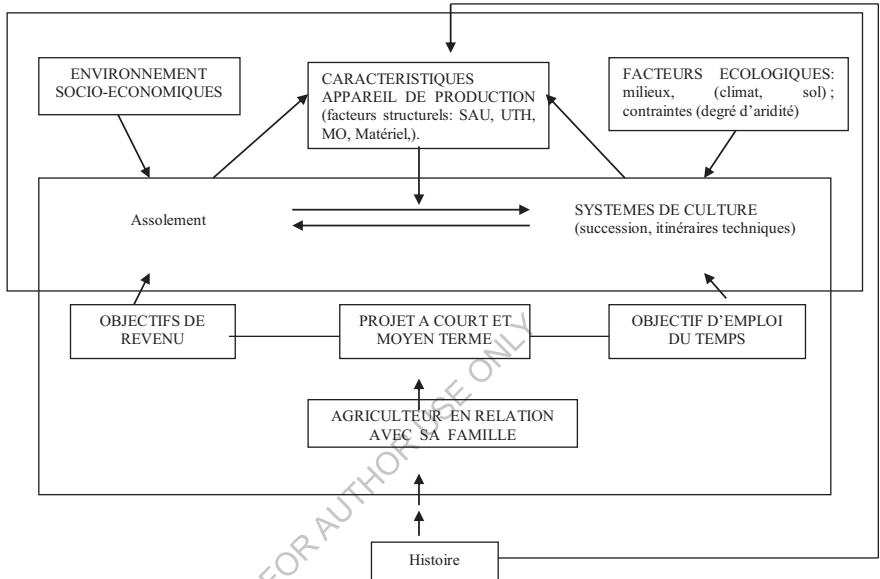 ENVIRONNEMENT
SOCIO-ECONOMIQUES
CARACTERISTIQUES
APPAREIL DE PRODUCTION
(facteurs structurels: SAU, UTH,
MO, Matériel,).
FACTEURS ECOLOGIQUES:
milieux, (climat, sol) ;
contraintes (degré d'aridité)
Assolement
SYSTEMES DE CULTURE
(succession, itinéraires techniques)
OBJECTIFS DE
REVENU
PROJET A COURT ET
MOYEN TERME
OBJECTIF D'EMPLOI
DU TEMPS
AGRICULTEUR EN RELATION
AVEC SA FAMILLE
Histoire
FOR AUTHOR USE ONLY